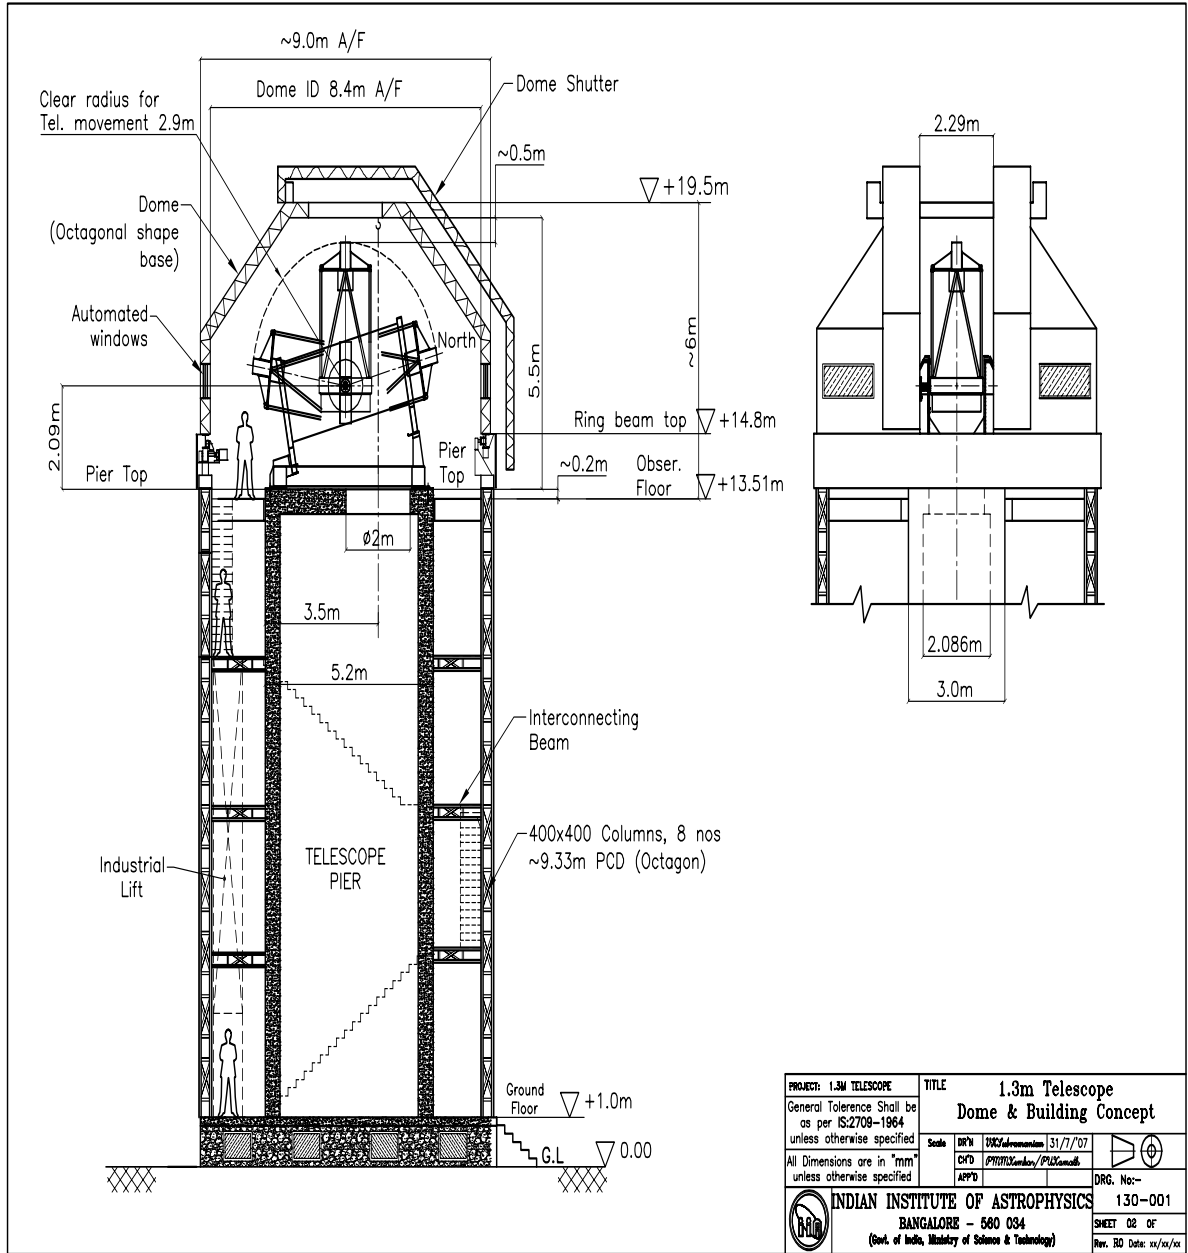 ~9.0m A/F
Dome ID 8.4m A/F
Dome Shutter
Clear radius for
Tel. movement 2.9m
2.29m
~0.5m
+19.5m
Dome
(Octagonal shape
base)
Automated
windows
North
~6m
5.5m
2.09m
Ring beam top
+14.8m
Pier Top
Pier
Top
~0.2m
Obser.
Floor
+13.51m
ø2m
3.5m
5.2m
2.086m
3.0m
Interconnecting
Beam
400x400 Columns, 8 nos
~9.33m PCD (Octagon)
TELESCOPE
PIER
Industrial
Lift
Ground
Floor
+1.0m
G.L
0.00
PROJECT: 1.3M TELESCOPE
General Tolerence Shall be
as per IS:2709-1964
unless otherwise specified
All Dimensions are in "mm"
unless otherwise specified
TITLE
1.3m Telescope
Dome & Building Concept
Scale
DR'N
31/7/'07
CH'D
APP'D
DRG. No:-
130-001
SHEET 02 OF
Rev. R0 Date: xx/xx/xx
INDIAN INSTITUTE OF ASTROPHYSICS
BANGALORE - 560 034
(Govt. of India, Ministry of Science & Technology)